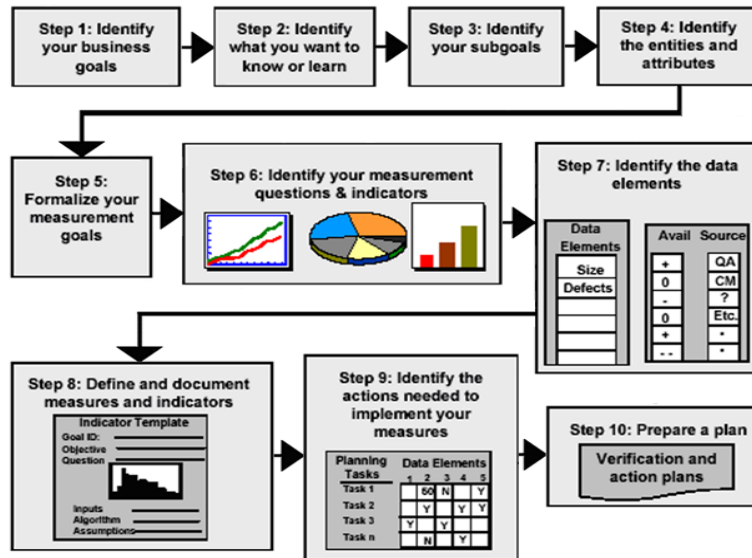 Step 1: Identify
your business
goals
Step 2: Identify
what you want to
know or learn
Step 3: Identify
your subgoals
Step 4: Identify
the entities and
attributes
Step 5:
Formalize your
measurement
goals
Step 6: Identify your measurement
questions & indicators
Step 7: Identify the data
elements
Data
Elements
Size
Defects
Avail Source
+ QA
0 CM
- ?
0 Etc.
+ •
-- •
Step 8: Define and document
measures and indicators
Indicator Template
Goal ID:
Objective
Question
Inputs
Algorithm
Assumptions
Step 9: Identify the
actions needed to
implement your
measures
Planning
Tasks
Data Elements
1 2 3 4 5
Task 1 50 N Y
Task 2 Y Y Y
Task 3 Y Y
Task n N Y
Step 10: Prepare a plan
Verification and
action plans